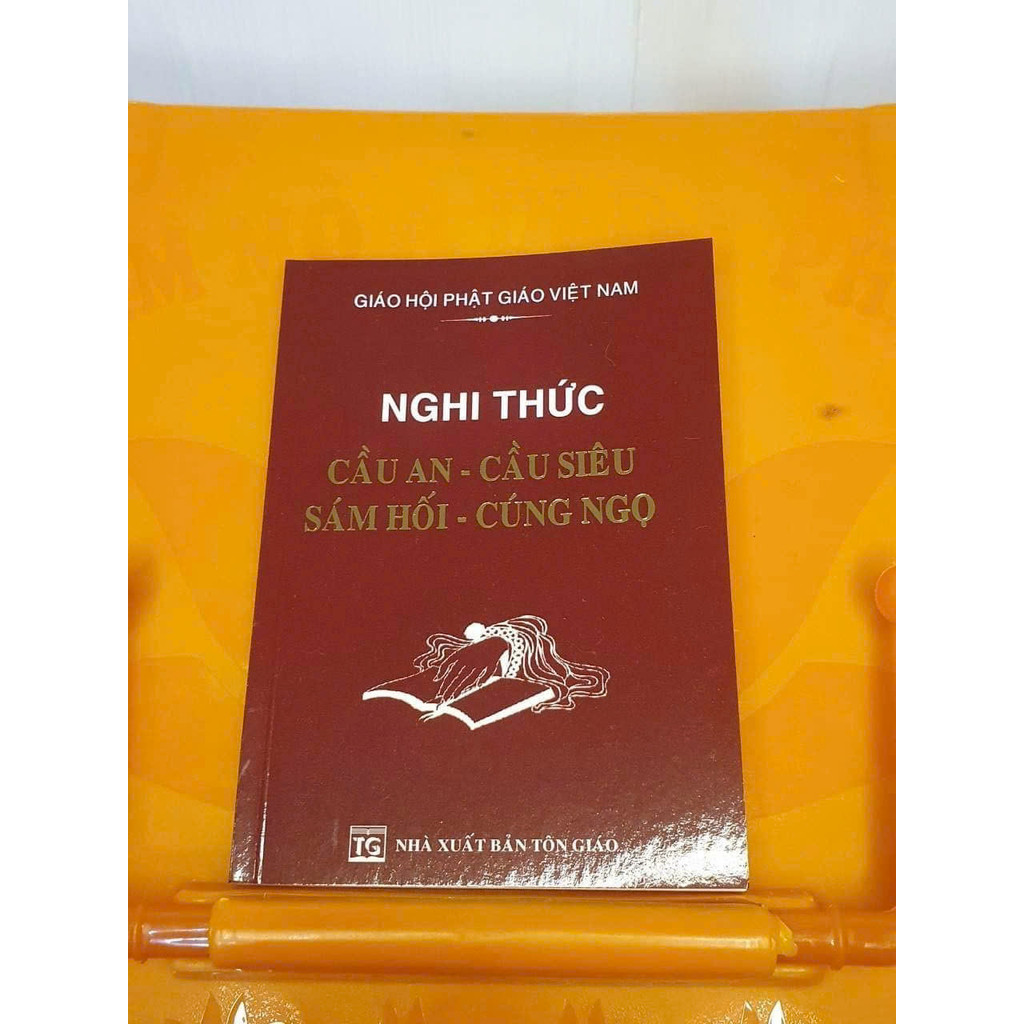 GIÁO HỘI PHẬT GIÁO VIỆT NAM
NGHI THỨC
CẦU AN - CẦU SIÊU
SÁM HỐI - CÚNG NGỌ
TG NHÀ XUẤT BẢN TÔN GIÁO